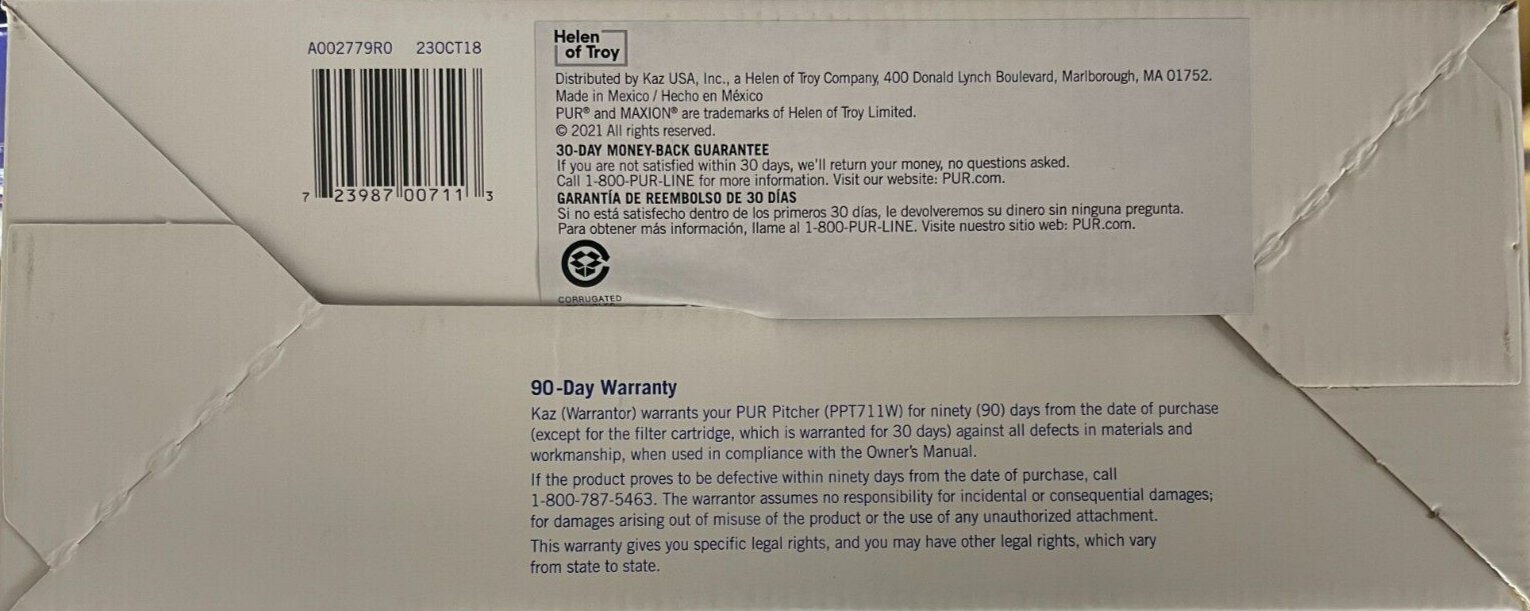 A002779R0 23OCT18
7 23987 00711 3
Helen
of Troy
Distributed by Kaz USA, Inc., a Helen of Troy Company, 400 Donald Lynch Boulevard, Marlborough, MA 01752.
Made in Mexico / Hecho en México
PUR® and MAXION® are trademarks of Helen of Troy Limited.
© 2021 All rights reserved.
30-DAY MONEY-BACK GUARANTEE
If you are not satisfied within 30 days, we'll return your money, no questions asked.
Call 1-800-PUR-LINE for more information. Visit our website: PUR.com.
GARANTÍA DE REEMBOLSO DE 30 DÍAS
Si no está satisfecho dentro de los primeros 30 días, le devolveremos su dinero sin ninguna pregunta.
Para obtener más información, llame al 1-800-PUR-LINE. Visite nuestro sitio web: PUR.com.
CORRUGATED
90-Day Warranty
Kaz (Warrantor) warrants your PUR Pitcher (PPT711W) for ninety (90) days from the date of purchase
(except for the filter cartridge, which is warranted for 30 days) against all defects in materials and
workmanship, when used in compliance with the Owner's Manual.
If the product proves to be defective within ninety days from the date of purchase, call
1-800-787-5463. The warrantor assumes no responsibility for incidental or consequential damages;
for damages arising out of misuse of the product or the use of any unauthorized attachment.
This warranty gives you specific legal rights, and you may have other legal rights, which vary
from state to state.